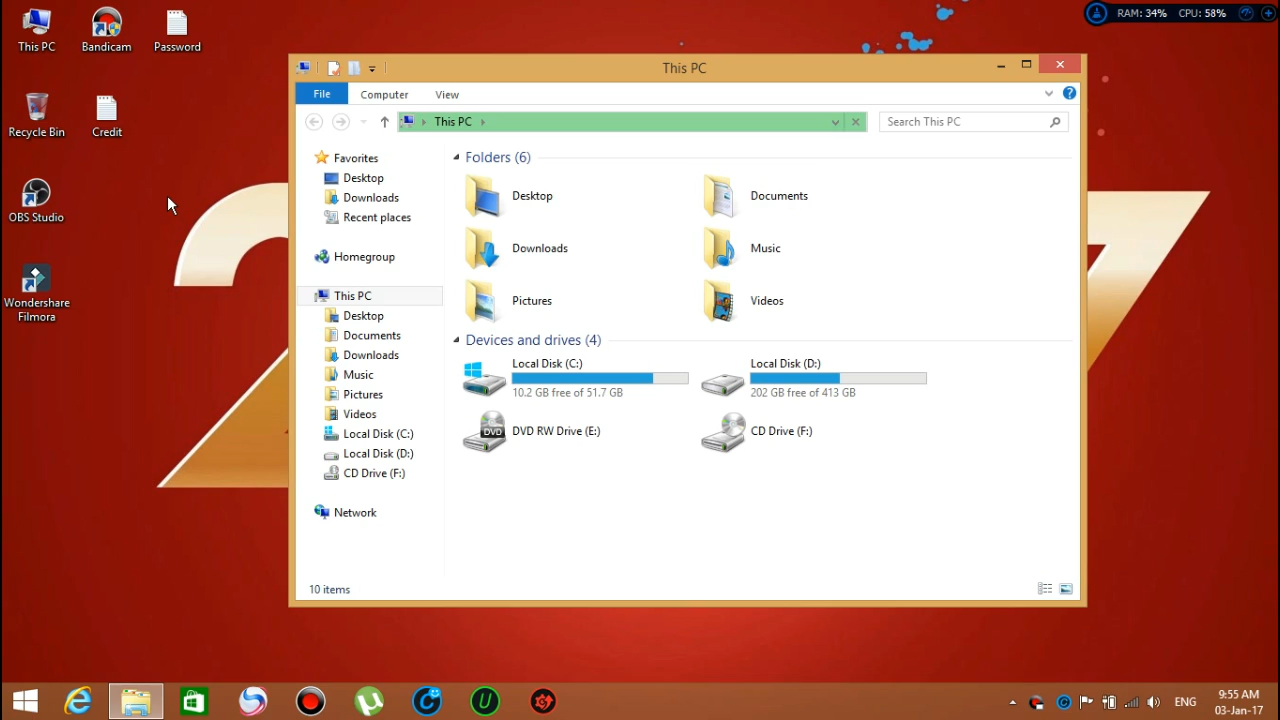 RAM: 34% CPU: 58%
This PC
Bandicam
Password
Recycle Bin
Credit
OBS Studio
Wondershare
Filmora
This PC
File Computer View
This PC
Search This PC
Favorites
Desktop
Downloads
Recent places
Homegroup
This PC
Desktop
Documents
Downloads
Music
Pictures
Videos
Local Disk (C:)
Local Disk (D:)
CD Drive (F:)
Network
Folders (6)
Desktop
Documents
Downloads
Music
Pictures
Videos
Devices and drives (4)
Local Disk (C:)
10.2 GB free of 51.7 GB
Local Disk (D:)
202 GB free of 413 GB
DVD
DVD RW Drive (E:)
CD Drive (F:)
10 items
ENG
9:55 AM
03-Jan-17